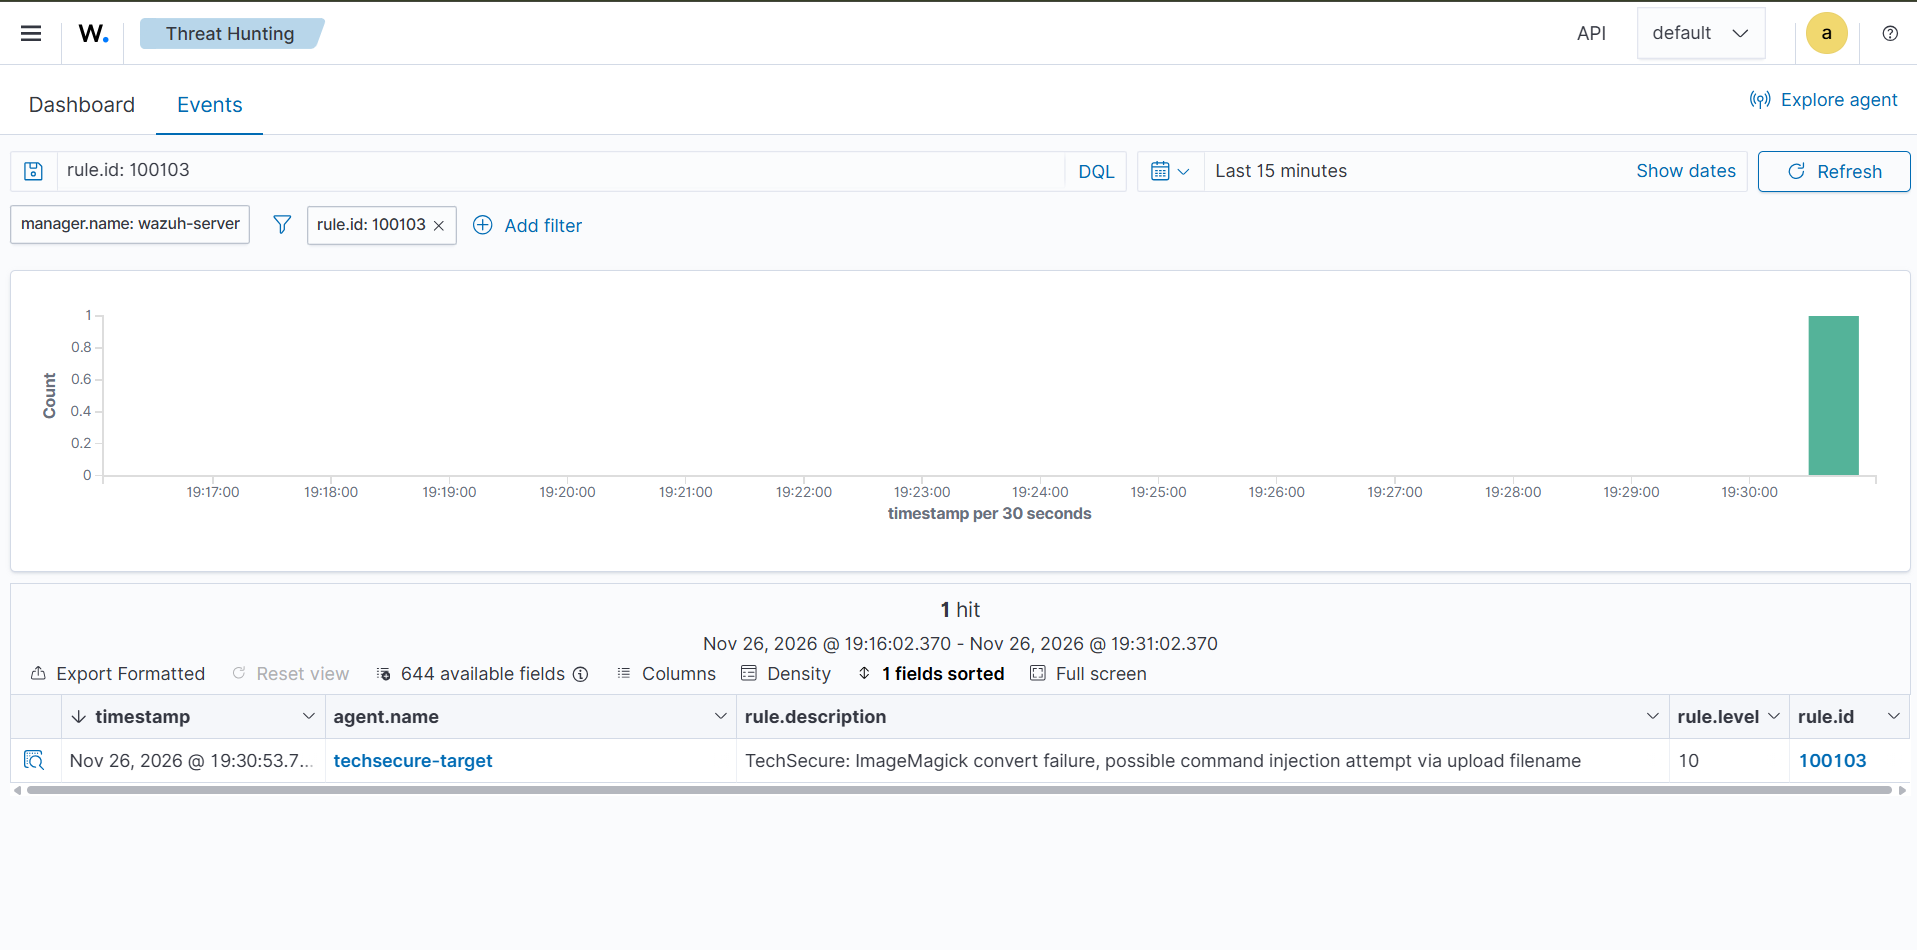 W. Threat Hunting API default a
Dashboard Events Explore agent
rule.id: 100103 DQL Last 15 minutes Show dates Refresh
manager.name: wazuh-server rule.id: 100103 Add filter
Count
1
0.8
0.6
0.4
0.2
0
19:17:00 19:18:00 19:19:00 19:20:00 19:21:00 19:22:00 19:23:00 19:24:00 19:25:00 19:26:00 19:27:00 19:28:00 19:29:00 19:30:00
timestamp per 30 seconds
1 hit
Nov 26, 2026 @ 19:16:02.370 - Nov 26, 2026 @ 19:31:02.370
Export Formatted Reset view 644 available fields Columns Density 1 fields sorted Full screen
timestamp agent.name rule.description rule.level rule.id
Nov 26, 2026 @ 19:30:53.7... techsecure-target TechSecure: ImageMagick convert failure, possible command injection attempt via upload filename 10 100103